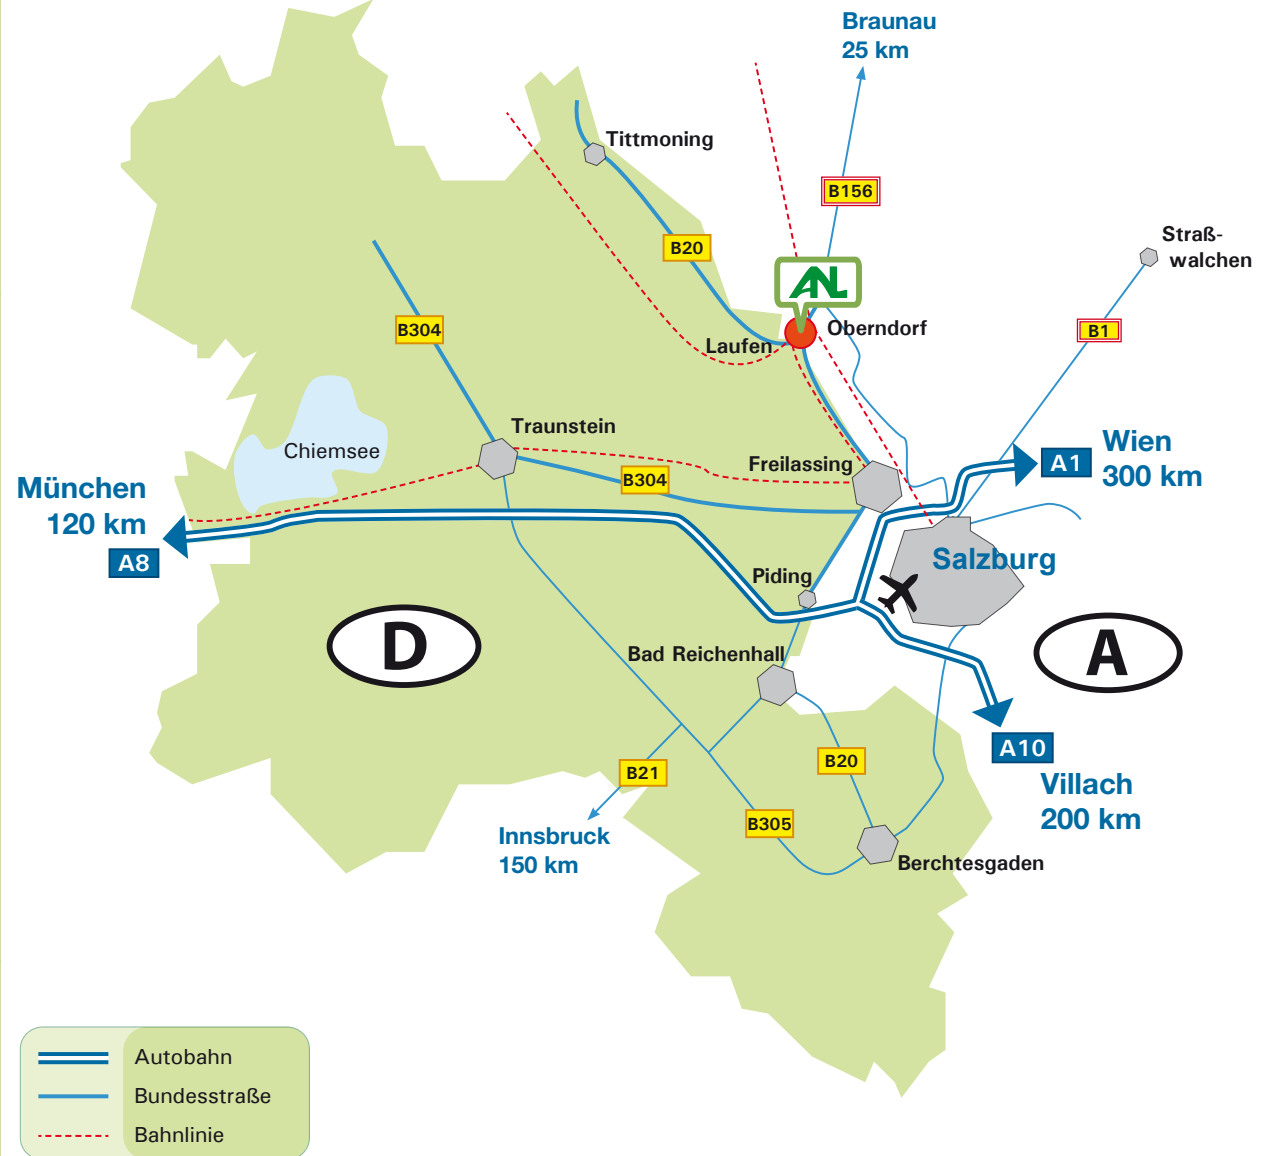 Braunau
25 km
Tittmoning
B156
B20
Straß-
walchen
ANL
B304
Oberndorf
B1
Laufen
Traunstein
Chiemsee
Wien
300 km
A1
Freilassing
B304
München
120 km
A8
Salzburg
Piding
D
Bad Reichenhall
A
A10
Villach
200 km
B21
B20
B305
Innsbruck
150 km
Berchtesgaden
Autobahn
Bundesstraße
Bahnlinie